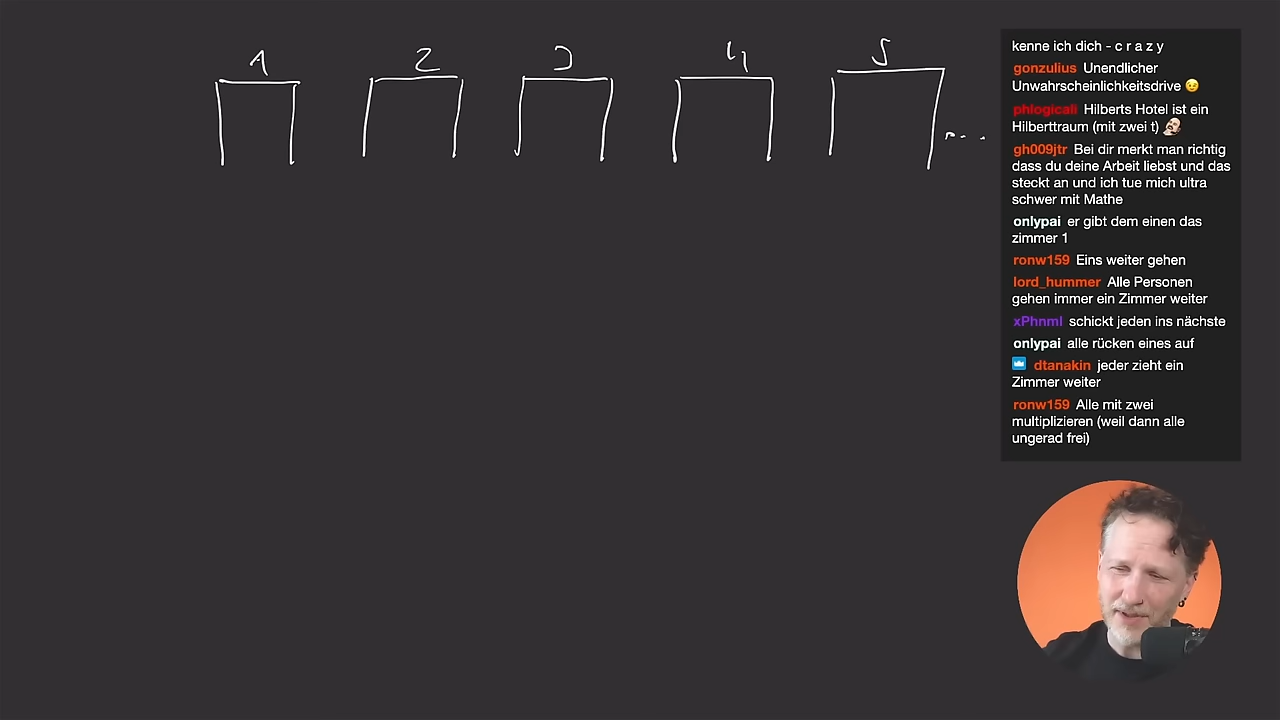 1 2 3 4 5
...
kenne ich dich - c r a z y
gonzulius Unendlicher
Unwahrscheinlichkeitsdrive 😉
phlogicali Hilberts Hotel ist ein
Hilberttraum (mit zwei t)
gh009jtr Bei dir merkt man richtig
dass du deine Arbeit liebst und das
steckt an und ich tue mich ultra
schwer mit Mathe
onlypai er gibt dem einen das
zimmer 1
ronw159 Eins weiter gehen
lord_hummer Alle Personen
gehen immer ein Zimmer weiter
xPhnml schickt jeden ins nächste
onlypai alle rücken eines auf
dtanakin jeder zieht ein
Zimmer weiter
ronw159 Alle mit zwei
multiplizieren (weil dann alle
ungerad frei)